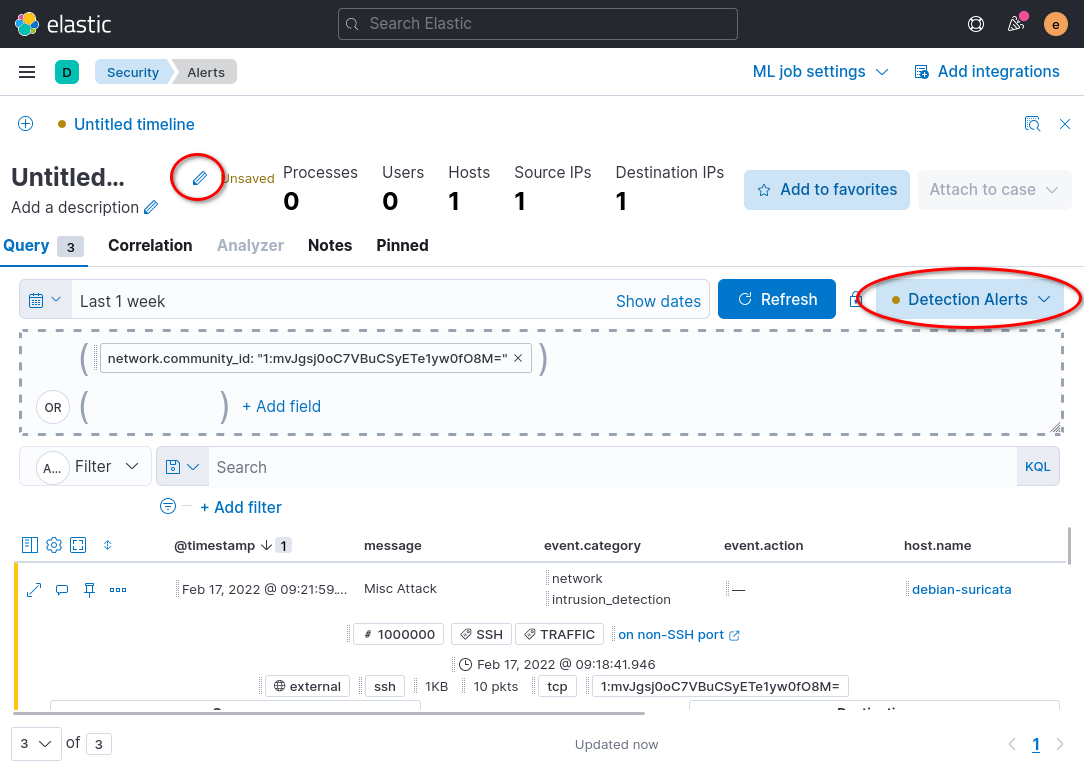 elastic
Search Elastic
e
D Security Alerts ML job settings Add integrations
Untitled timeline
Untitled... Unsaved
Add a description
Processes Users Hosts Source IPs Destination IPs
0 0 1 1 1
Add to favorites Attach to case
Query 3 Correlation Analyzer Notes Pinned
Last 1 week Show dates Refresh Detection Alerts
( network.community_id: "1:mvJgsj0oC7VBuCSyETe1yw0fO8M=" × )
OR ( ) + Add field
A... Filter Search KQL
+ Add filter
@timestamp ↓ 1 message event.category event.action host.name
Feb 17, 2022 @ 09:21:59.... Misc Attack network — debian-suricata
intrusion_detection
# 1000000 SSH TRAFFIC on non-SSH port
Feb 17, 2022 @ 09:18:41.946
external ssh 1KB 10 pkts tcp 1:mvJgsj0oC7VBuCSyETe1yw0fO8M=
3 of 3 Updated now 1